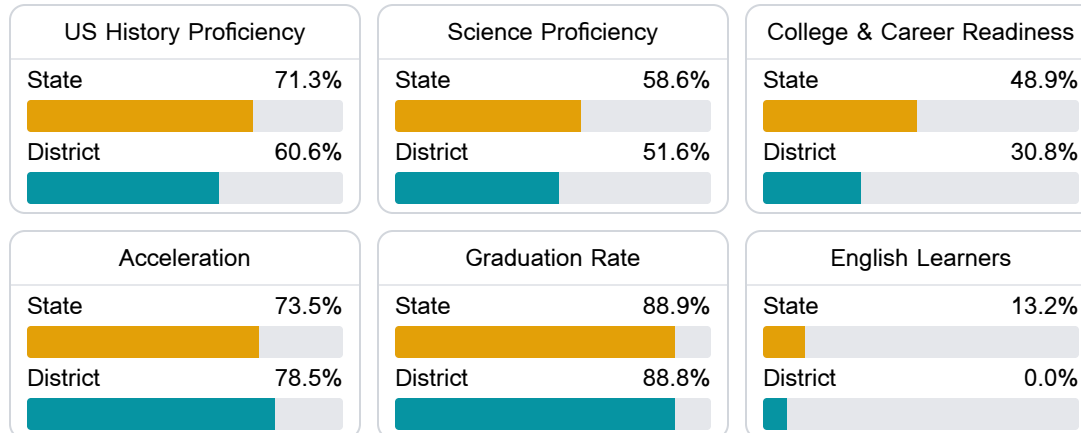 US History Proficiency
State 71.3%
District 60.6%
Science Proficiency
State 58.6%
District 51.6%
College & Career Readiness
State 48.9%
District 30.8%
Acceleration
State 73.5%
District 78.5%
Graduation Rate
State 88.9%
District 88.8%
English Learners
State 13.2%
District 0.0%